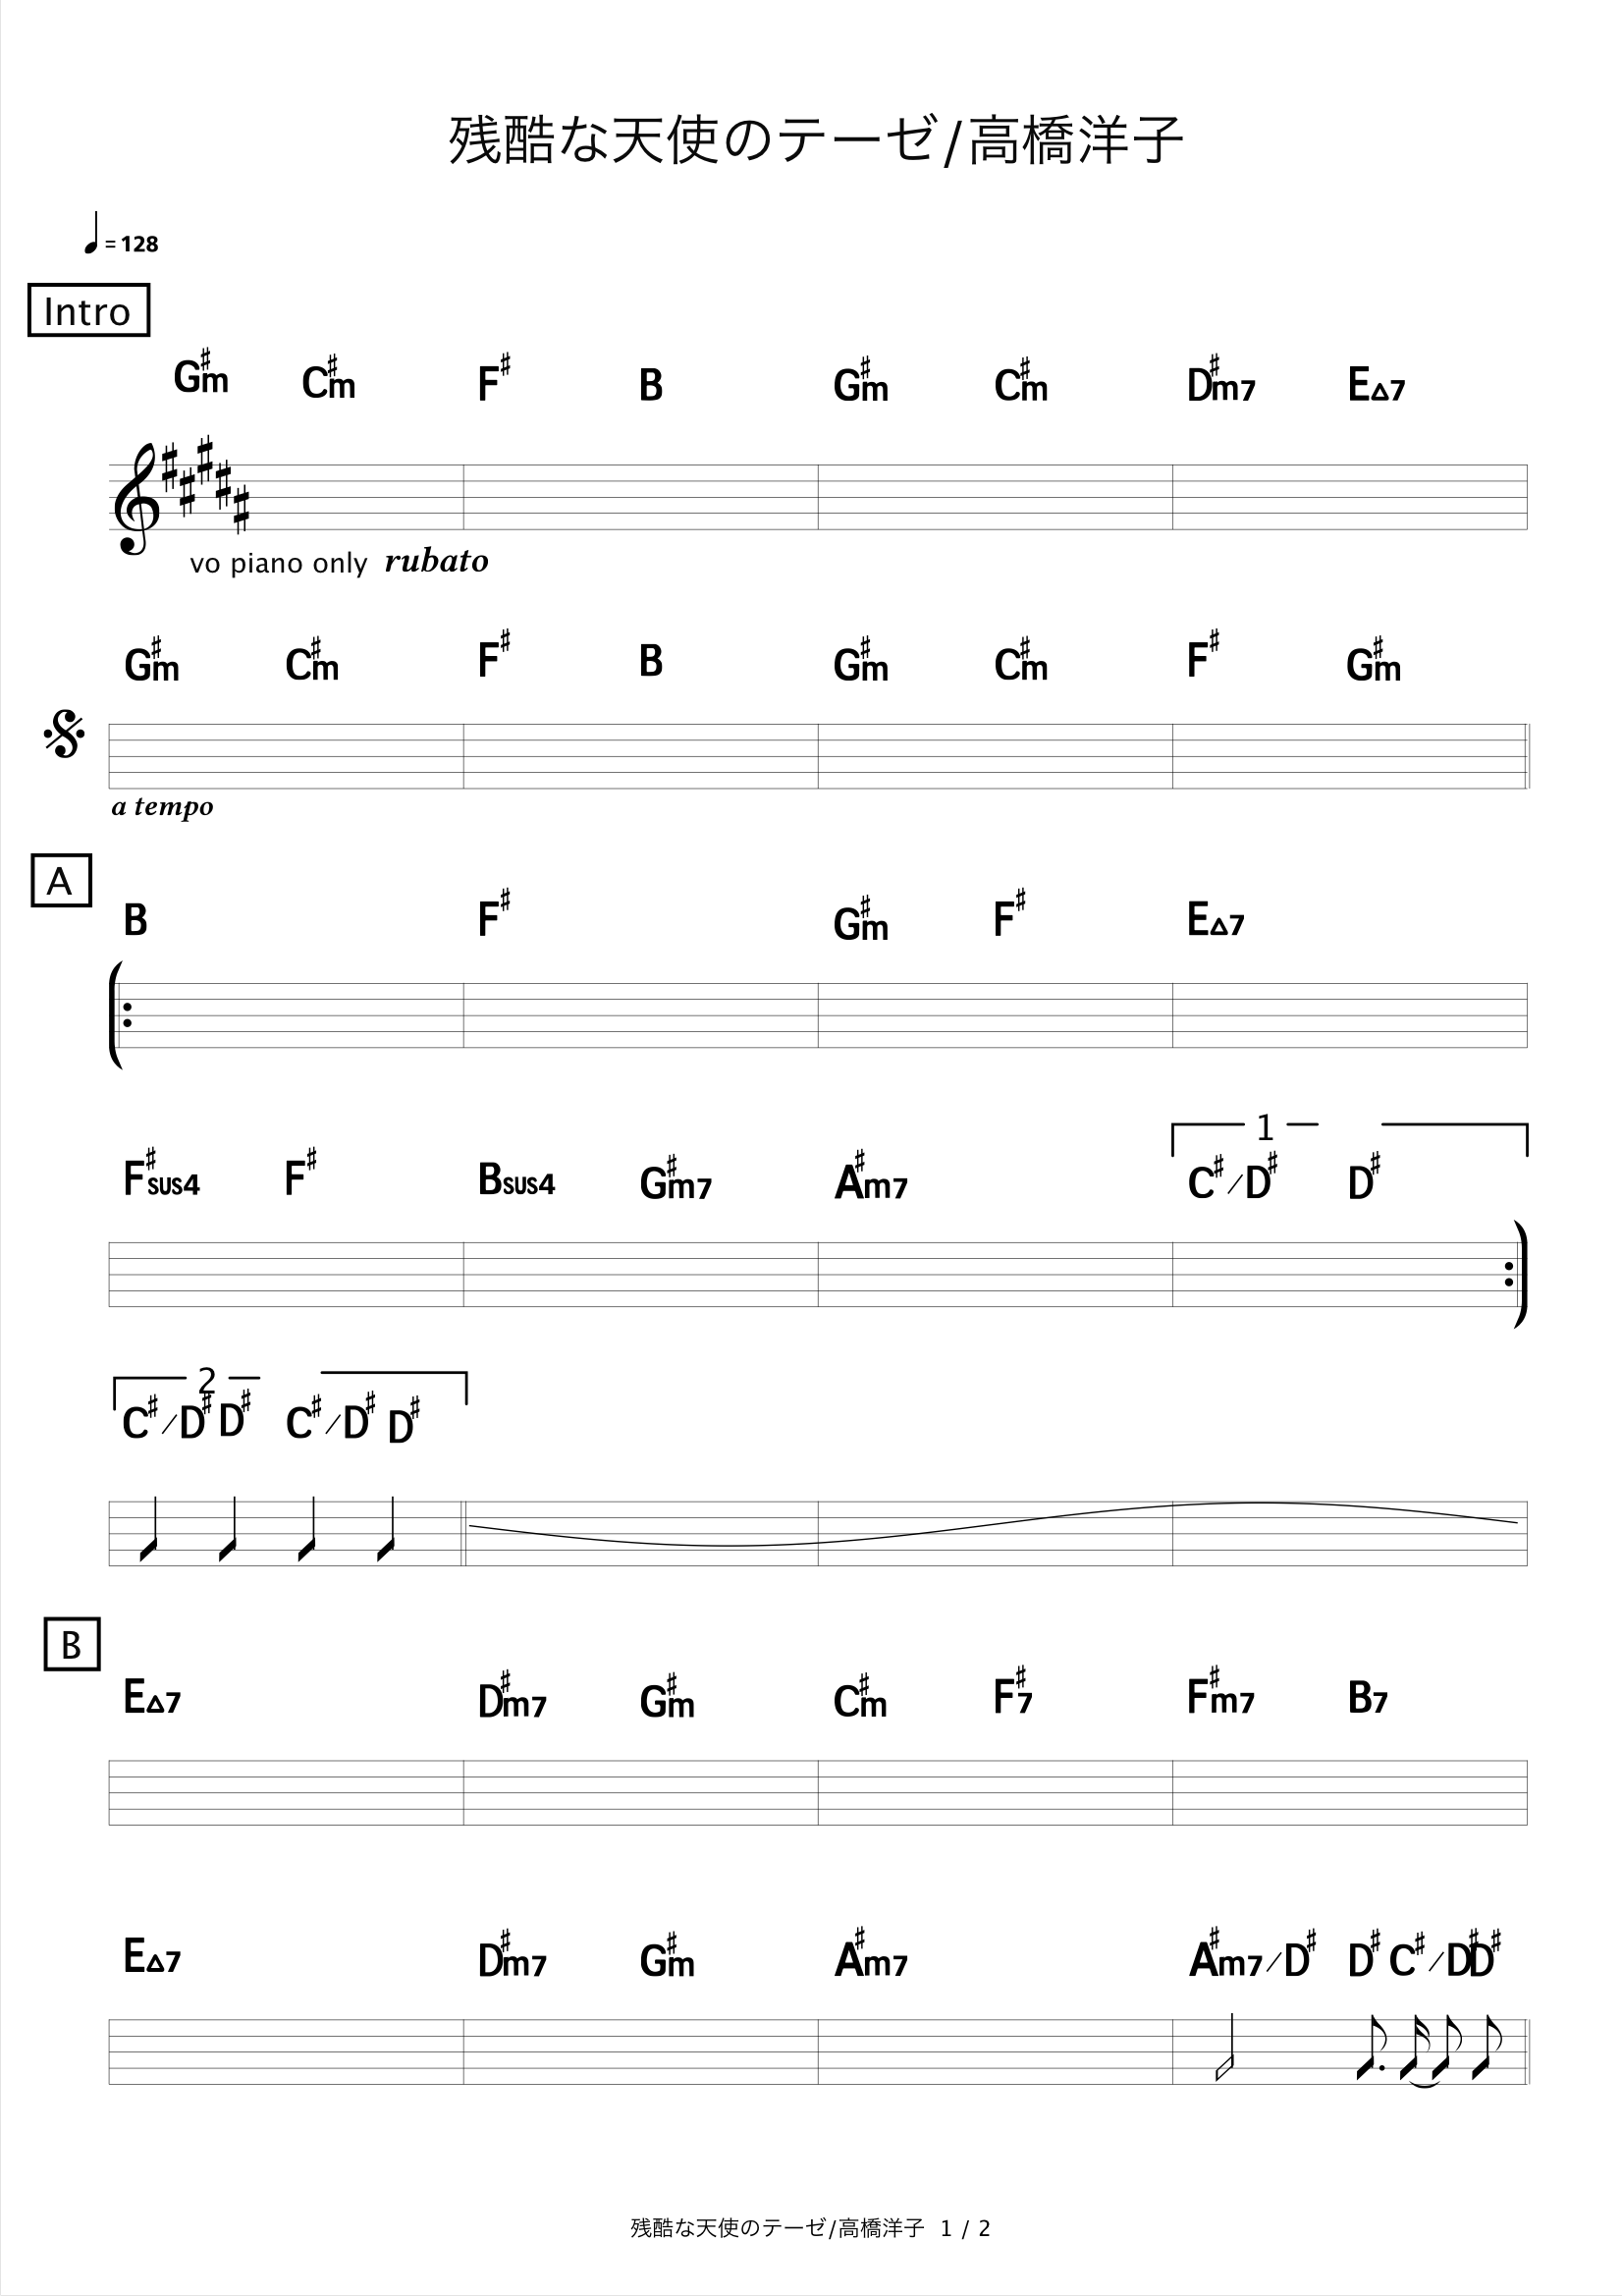 残酷な天使のテーゼ/高橋洋子
♩= 128
Intro
G♯m C♯m F♯ B G♯m C♯m D♯m7 E△7
vo piano only rubato
G♯m C♯m F♯ B G♯m C♯m F♯ G♯m
a tempo
A
B F♯ G♯m F♯ E△7
1
F♯sus4 F♯ Bsus4 G♯m7 A♯m7 C♯/D♯ D♯
2
C♯/D♯ D♯ C♯/D♯ D♯
B
E△7 D♯m7 G♯m C♯m F♯7 F♯m7 B7
E△7 D♯m7 G♯m A♯m7 A♯m7/D♯ D♯ C♯/D♯ D♯
残酷な天使のテーゼ/高橋洋子 1 / 2